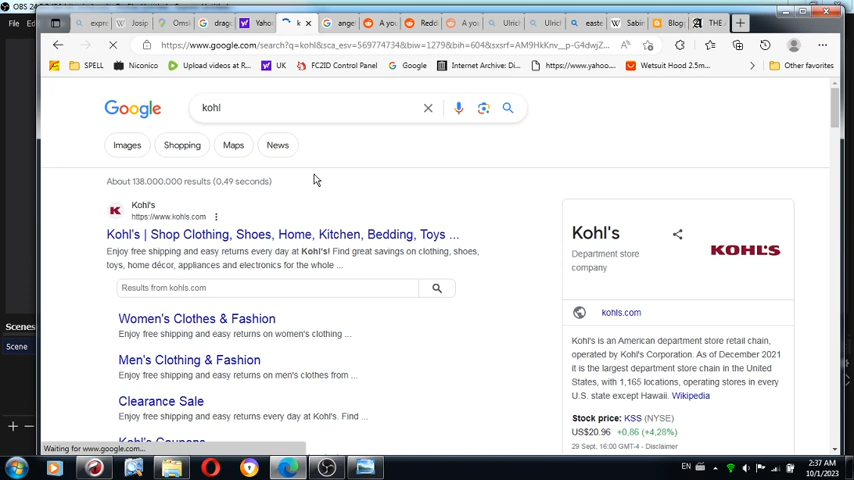 OBS 24
File
expre
Josip
Omsi
drag
Yaho
k
ange
A yo
Redd
A yo
Ulrich
Ulrich
easte
Sabin
Blog
THE A
https://www.google.com/search?q=kohl&sca_esv=569774734&biw=1279&bih=604&sxsrf=AM9HkKnv__p-G4dwjZ...
SPELL
Niconico
Upload videos at R...
UK
FC2ID Control Panel
Google
Internet Archive: Di...
https://www.yahoo....
Wetsuit Hood 2.5m...
Other favorites
Google
kohl
Images
Shopping
Maps
News
About 138.000.000 results (0,49 seconds)
K
Kohl's
https://www.kohls.com
Kohl's | Shop Clothing, Shoes, Home, Kitchen, Bedding, Toys ...
Enjoy free shipping and easy returns every day at Kohl's! Find great savings on clothing, shoes,
toys, home décor, appliances and electronics for the whole ...
Results from kohls.com
Women's Clothes & Fashion
Enjoy free shipping and easy returns on women's clothing ...
Men's Clothing & Fashion
Enjoy free shipping and easy returns on men's clothes from ...
Clearance Sale
Enjoy free shipping and easy returns every day at Kohl's. Find ...
Kohl's Coupons
Kohl's
Department store
company
KOHL'S
kohls.com
Kohl's is an American department store retail chain,
operated by Kohl's Corporation. As of December 2021
it is the largest department store chain in the United
States, with 1,165 locations, operating stores in every
U.S. state except Hawaii. Wikipedia
Stock price: KSS (NYSE)
US$20.96 +0,86 (+4,28%)
29 Sept, 16:00 GMT-4 - Disclaimer
Scenes
Scene
Waiting for www.google.com...
EN
2:37 AM
10/1/2023